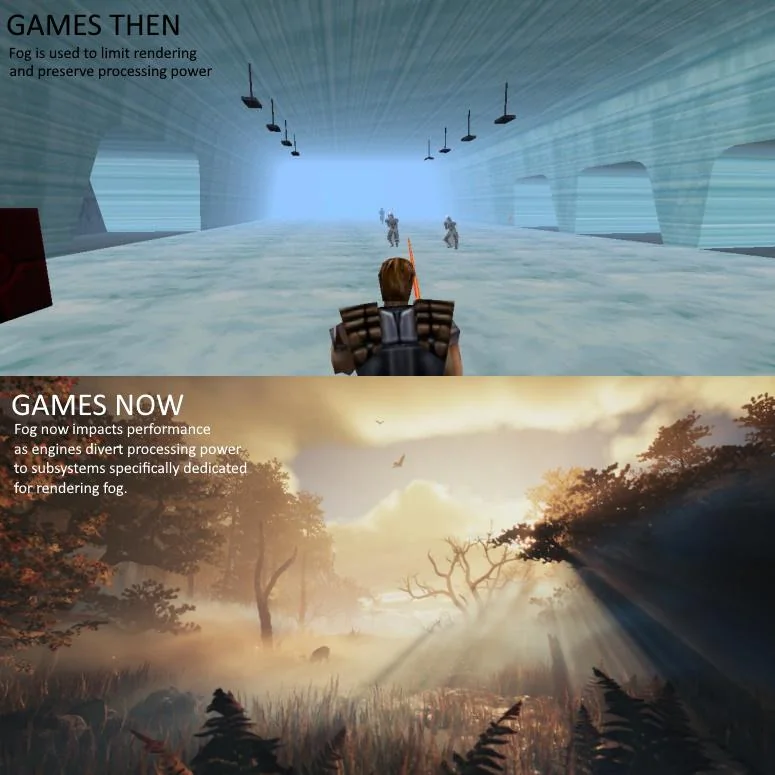 GAMES THEN
Fog is used to limit rendering
and preserve processing power
GAMES NOW
Fog now impacts performance
as engines divert processing power
to subsystems specifically dedicated
for rendering fog.